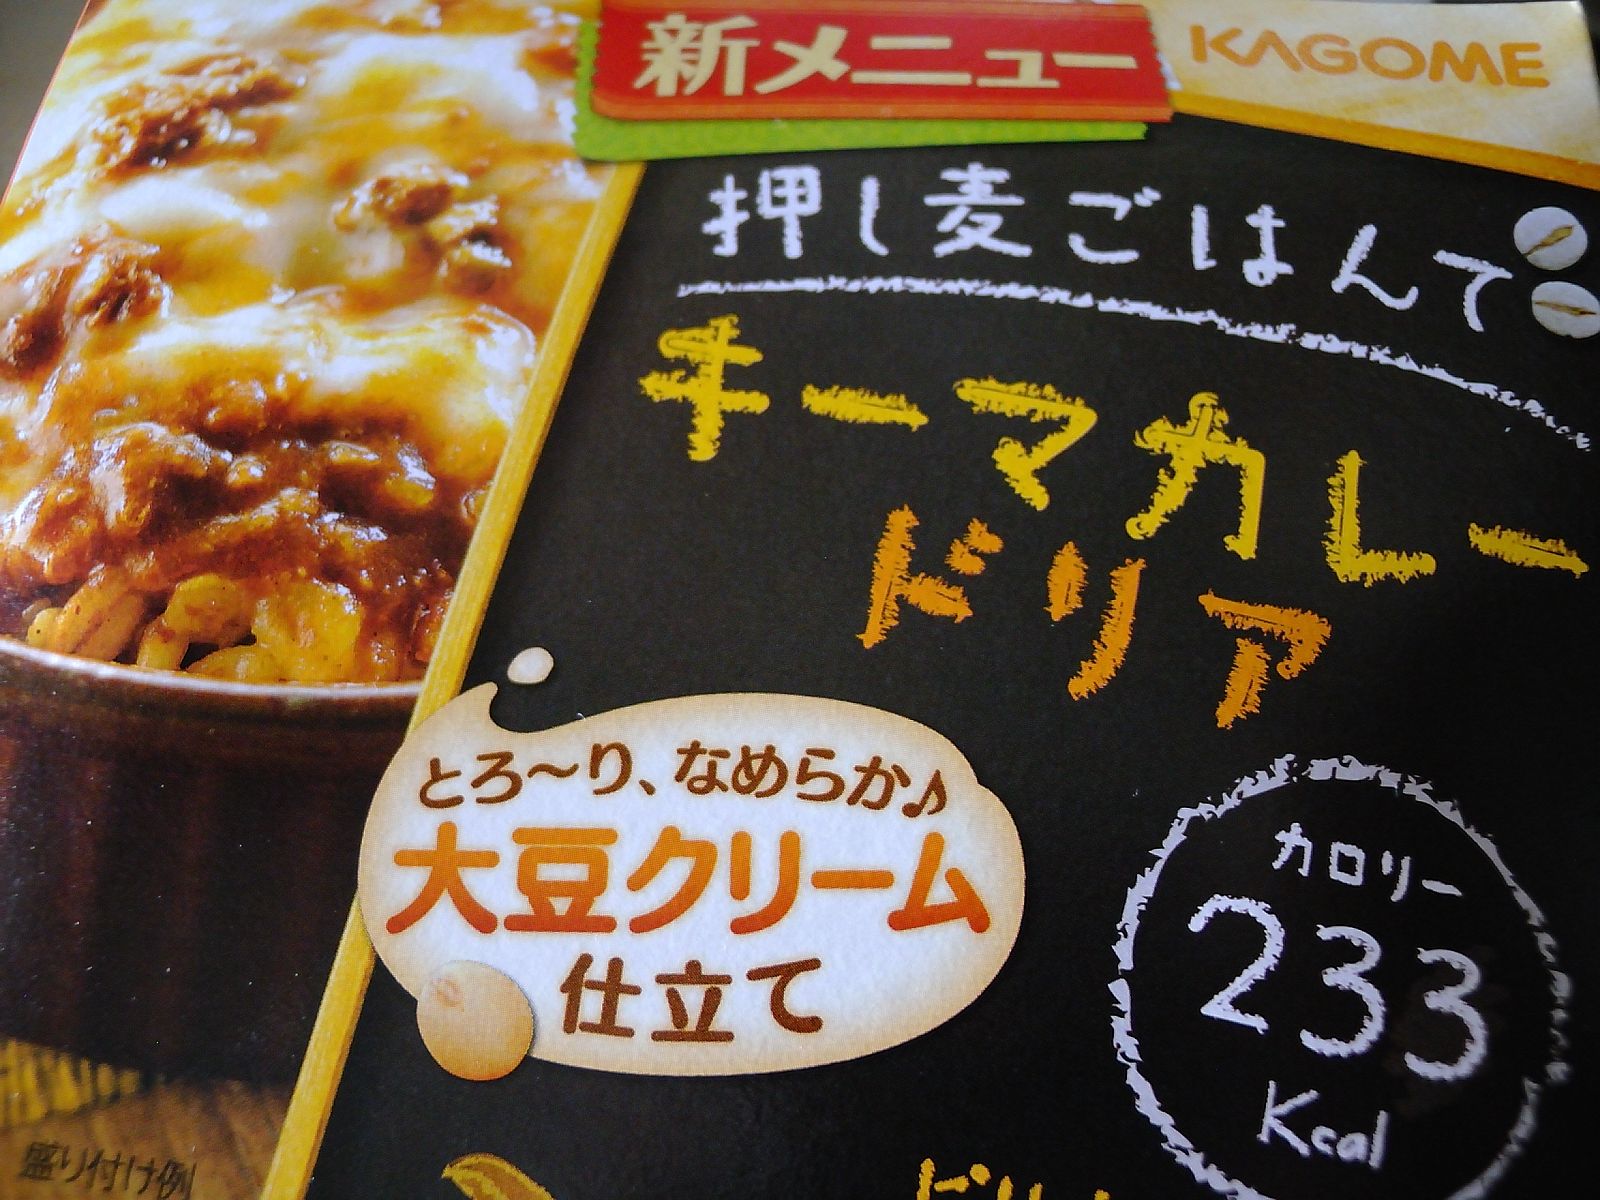 新メニュー
KAGOME
押し麦ごはんで
キーマカレー
ドリア
とろ～り、なめらか♪
大豆クリーム
仕立て
カロリー
233
Kcal
盛り付け例